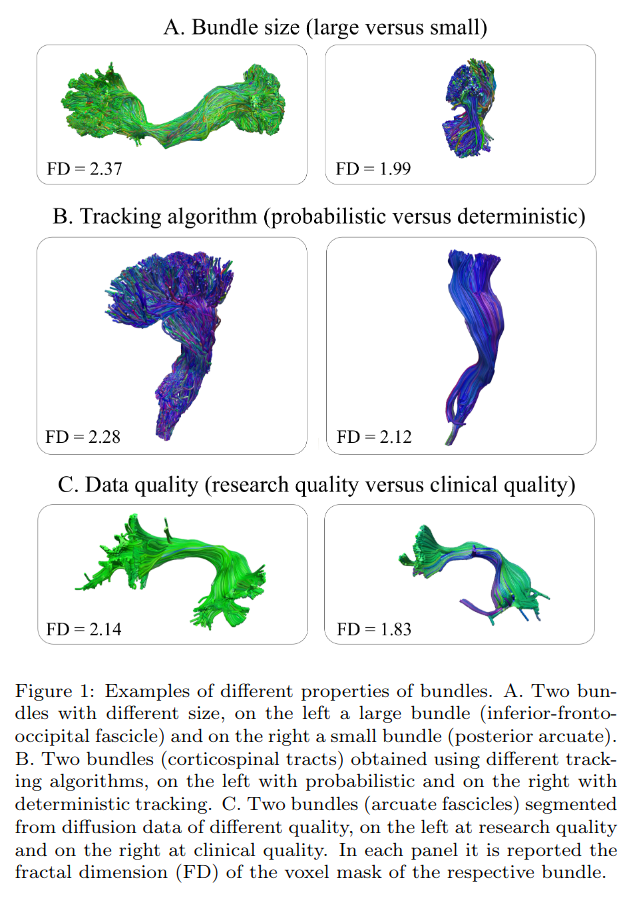 A. Bundle size (large versus small)
FD = 2.37
FD = 1.99
B. Tracking algorithm (probabilistic versus deterministic)
FD = 2.28
FD = 2.12
C. Data quality (research quality versus clinical quality)
FD = 2.14
FD = 1.83
Figure 1: Examples of different properties of bundles. A. Two bun-
dles with different size, on the left a large bundle (inferior-fronto-
occipital fascicle) and on the right a small bundle (posterior arcuate).
B. Two bundles (corticospinal tracts) obtained using different track-
ing algorithms, on the left with probabilistic and on the right with
deterministic tracking. C. Two bundles (arcuate fascicles) segmented
from diffusion data of different quality, on the left at research quality
and on the right at clinical quality. In each panel it is reported the
fractal dimension (FD) of the voxel mask of the respective bundle.